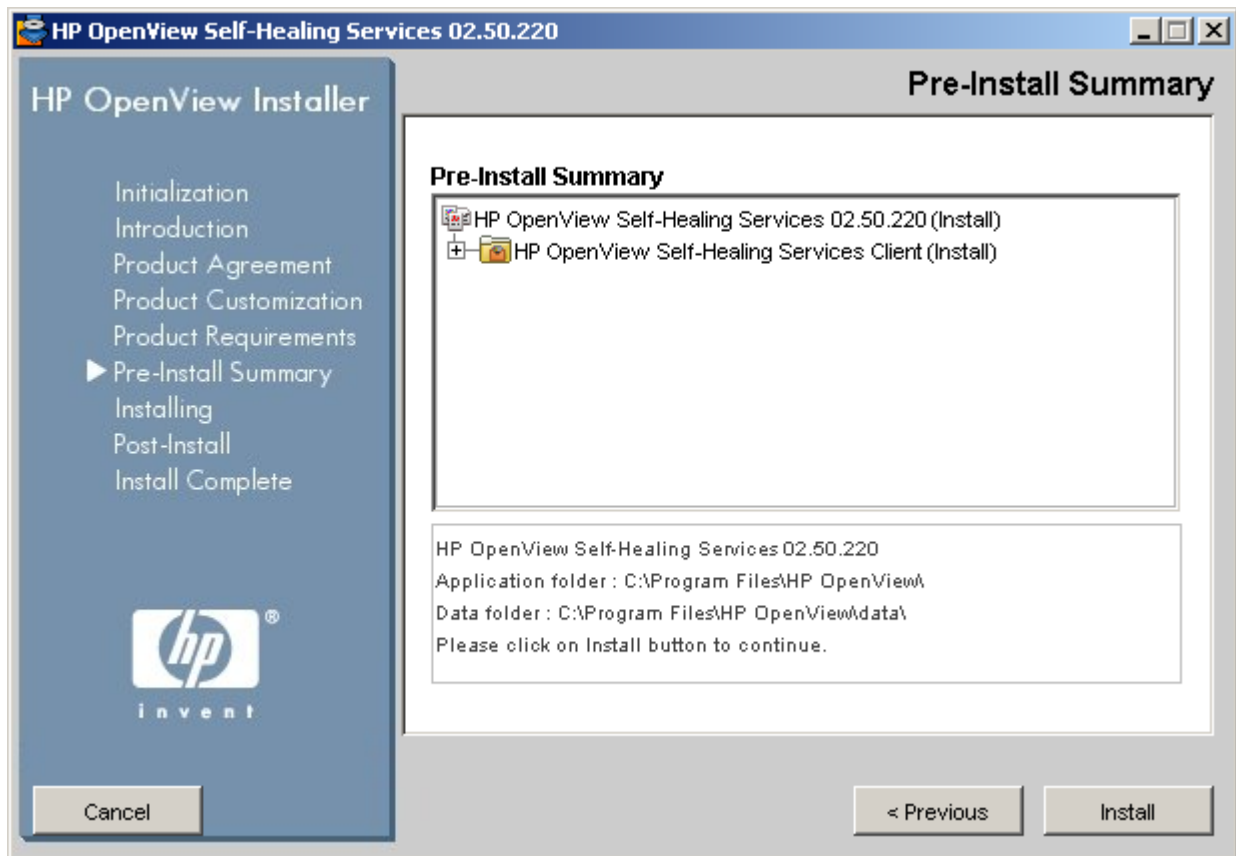 HP OpenView Self-Healing Services 02.50.220
HP OpenView Installer
Initialization
Introduction
Product Agreement
Product Customization
Product Requirements
Pre-Install Summary
Installing
Post-Install
Install Complete
hp ®
invent
Cancel
Pre-Install Summary
Pre-Install Summary
HP OpenView Self-Healing Services 02.50.220 (Install)
HP OpenView Self-Healing Services Client (Install)
HP OpenView Self-Healing Services 02.50.220
Application folder : C:\Program Files\HP OpenView\
Data folder : C:\Program Files\HP OpenView\data\
Please click on Install button to continue.
< Previous
Install